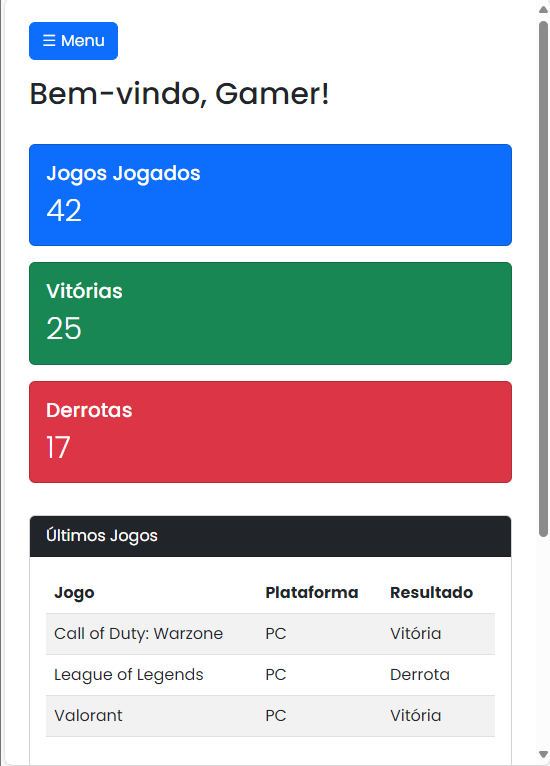 ☰ Menu
Bem-vindo, Gamer!
Jogos Jogados
42
Vitórias
25
Derrotas
17
Últimos Jogos
Jogo Plataforma Resultado
Call of Duty: Warzone PC Vitória
League of Legends PC Derrota
Valorant PC Vitória